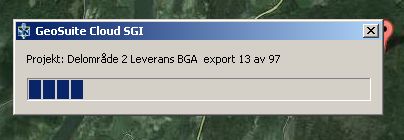 GeoSuite Cloud SGI
Projekt: Delområde 2 Leverans BGA export 13 av 97